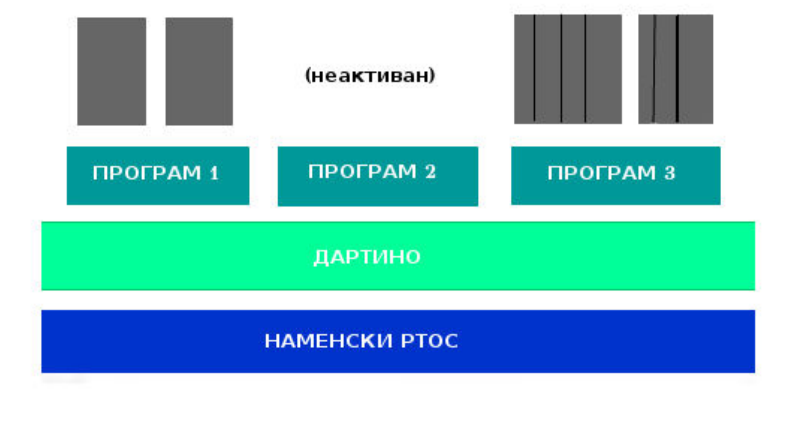 (неактиван)
ПРОГРАМ 1
ПРОГРАМ 2
ПРОГРАМ 3
ДАРТИНО
НАМЕНСКИ РТОС